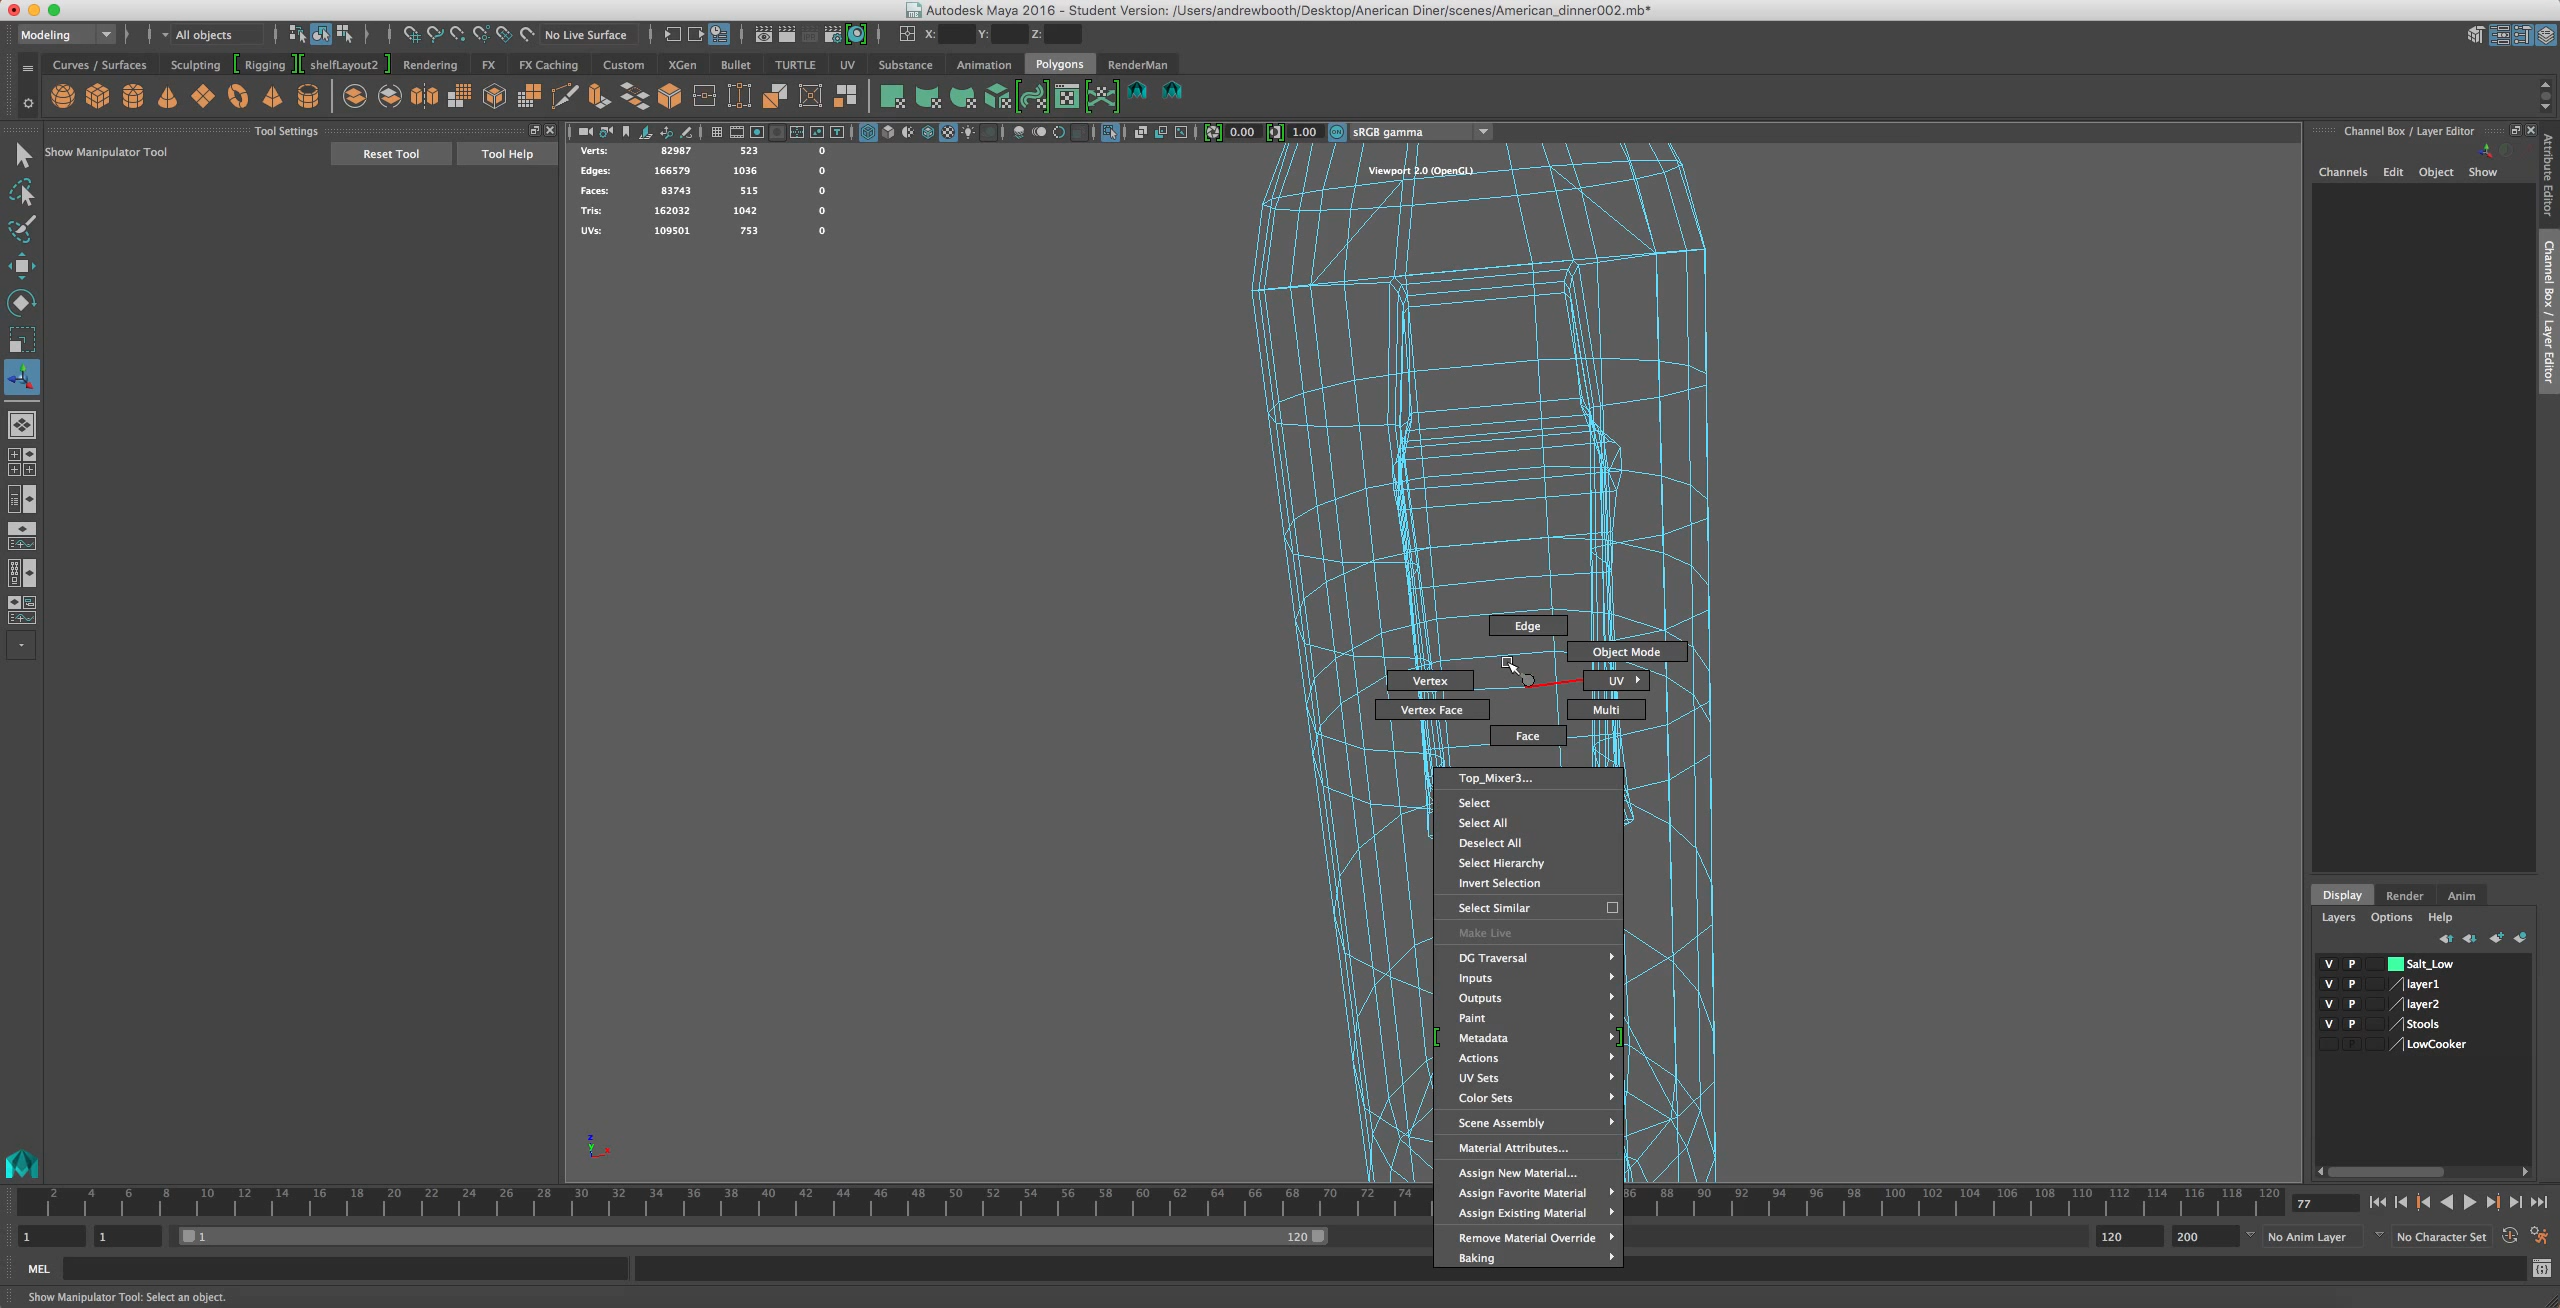 Autodesk Maya 2016 - Student Version: /Users/andrewbooth/Desktop/Anerican Diner/scenes/American_dinner002.mb*
Modeling
All objects
No Live Surface
X:
Y:
Z:
Curves / Surfaces
Sculpting
Rigging
shelfLayout2
Rendering
FX
FX Caching
Custom
XGen
Bullet
TURTLE
UV
Substance
Animation
Polygons
RenderMan
Tool Settings
Show Manipulator Tool
Reset Tool
Tool Help
0.00
1.00
ON
sRGB gamma
Verts: 82987 523 0
Edges: 166579 1036 0
Faces: 83743 515 0
Tris: 162032 1042 0
UVs: 109501 753 0
Viewport 2.0 (OpenGL)
Edge
Object Mode
Vertex
UV
Vertex Face
Multi
Face
Top_Mixer3...
Select
Select All
Deselect All
Select Hierarchy
Invert Selection
Select Similar
Make Live
DG Traversal
Inputs
Outputs
Paint
Metadata
Actions
UV Sets
Color Sets
Scene Assembly
Material Attributes...
Assign New Material...
Assign Favorite Material
Assign Existing Material
Remove Material Override
Baking
z
y
x
Channel Box / Layer Editor
Channels Edit Object Show
Attribute Editor
Channel Box / Layer Editor
Display Render Anim
Layers Options Help
V P Salt_Low
V P layer1
V P layer2
V P Stools
P LowCooker
2 4 6 8 10 12 14 16 18 20 22 24 26 28 30 32 34 36 38 40 42 44 46 48 50 52 54 56 58 60 62 64 66 68 70 72 74 86 88 90 92 94 96 98 100 102 104 106 108 110 112 114 116 118 120
77
1
1
1
120
120
200
No Anim Layer
No Character Set
MEL
Show Manipulator Tool: Select an object.